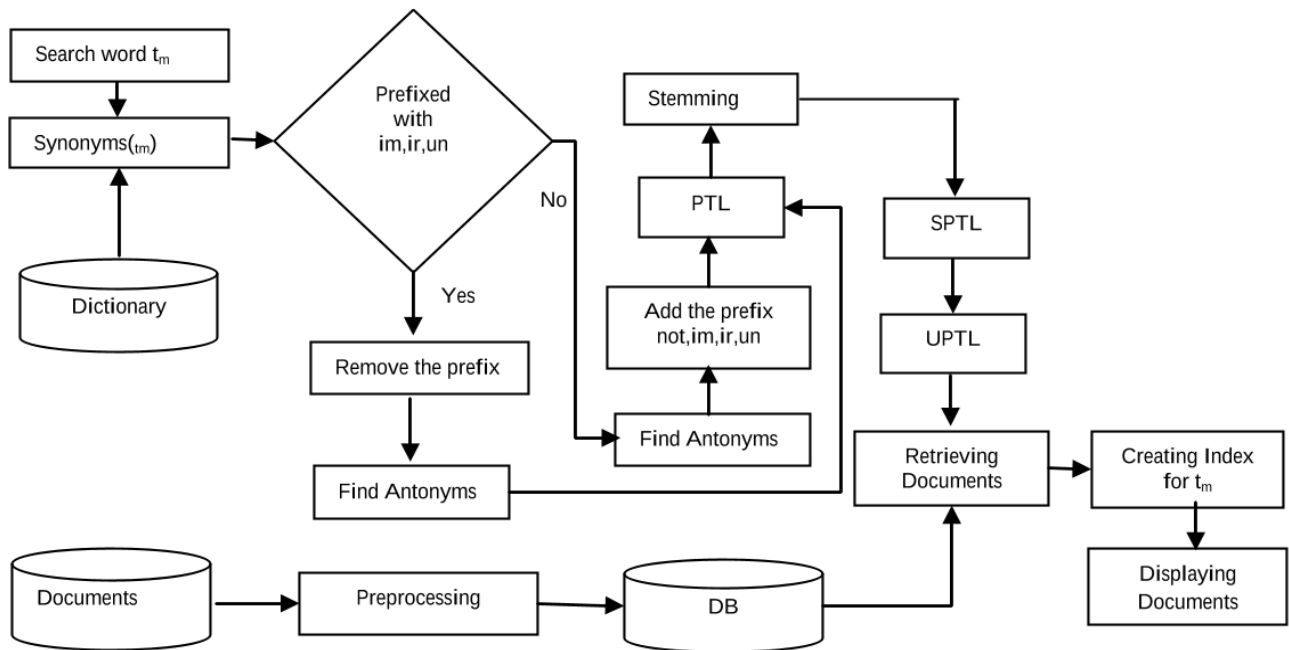 Search word tm
Synonyms(tm)
Dictionary
Prefixed
with
im,ir,un
No
Yes
Remove the prefix
Find Antonyms
Stemming
PTL
Add the prefix
not,im,ir,un
Find Antonyms
SPTL
UPTL
Retrieving
Documents
Creating Index
for tm
Displaying
Documents
Documents
Preprocessing
DB